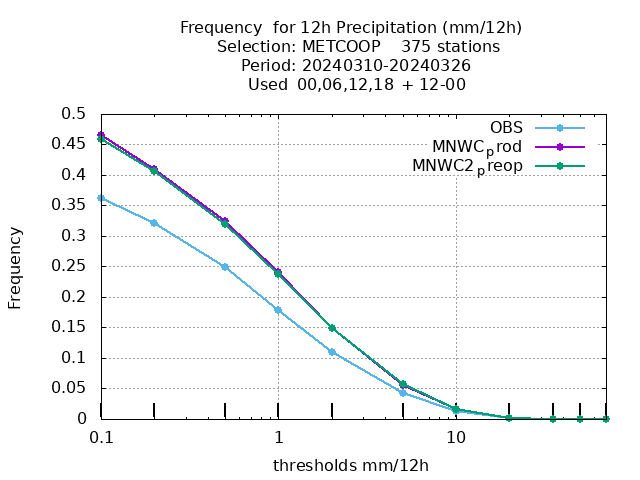 Frequency  for 12h Precipitation (mm/12h)
Selection: METCOOP    375 stations
Period: 20240310-20240326
Used 00,06,12,18 + 12-00
OBS
MNWCprod
MNWC2preop
Frequency
0.5
0.45
0.4
0.35
0.3
0.25
0.2
0.15
0.1
0.05
0
0.1 1 10
thresholds mm/12h